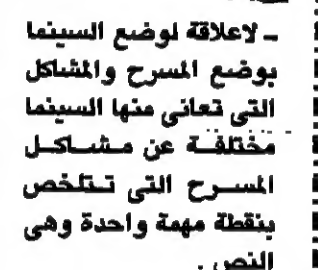 ـ لاعلاقة لوضع السينما
بوضع المسرح والمشاكل
التى تعانى منها السينما
مختلفة عن مشاكل
المسرح التى تتلخص
بنقطة مهمة واحدة وهى
النص .